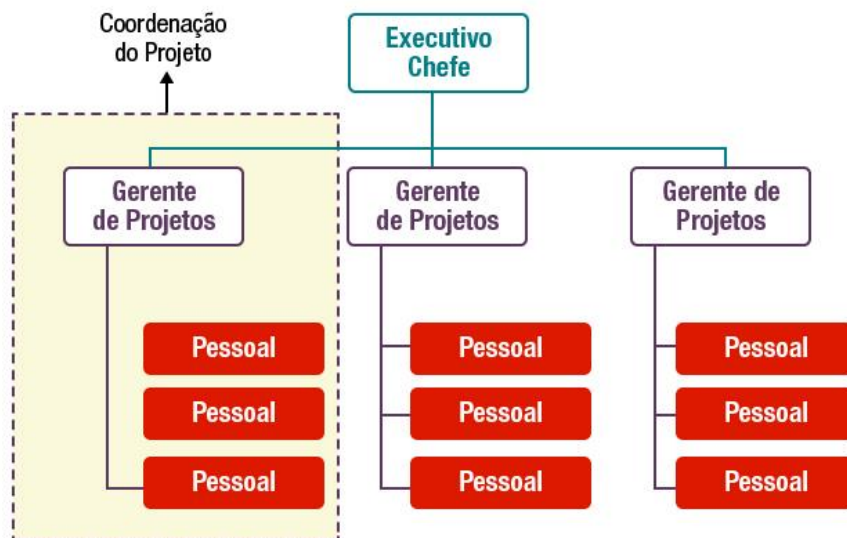 Coordenação
do Projeto
Executivo
Chefe
Gerente
de Projetos
Gerente
de Projetos
Gerente de
Projetos
Pessoal
Pessoal
Pessoal
Pessoal
Pessoal
Pessoal
Pessoal
Pessoal
Pessoal